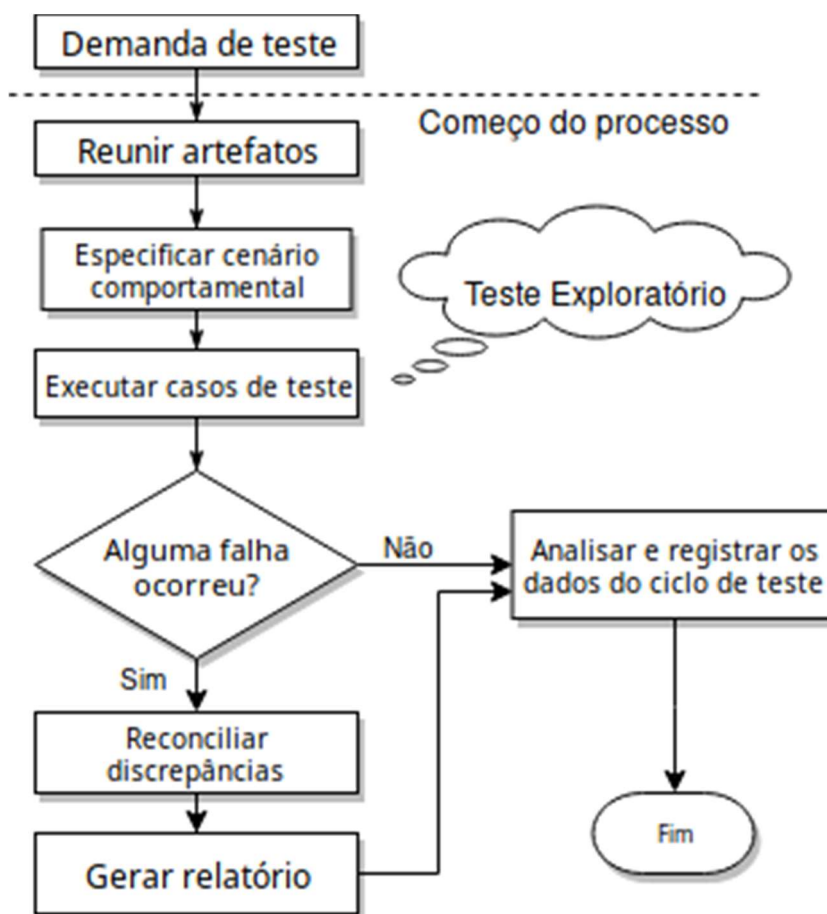 Demanda de teste
Começo do processo
Reunir artefatos
Especificar cenário
comportamental
Teste Exploratório
Executar casos de teste
Alguma falha
ocorreu?
Não
Analisar e registrar os
dados do ciclo de teste
Sim
Reconciliar
discrepâncias
Gerar relatório
Fim